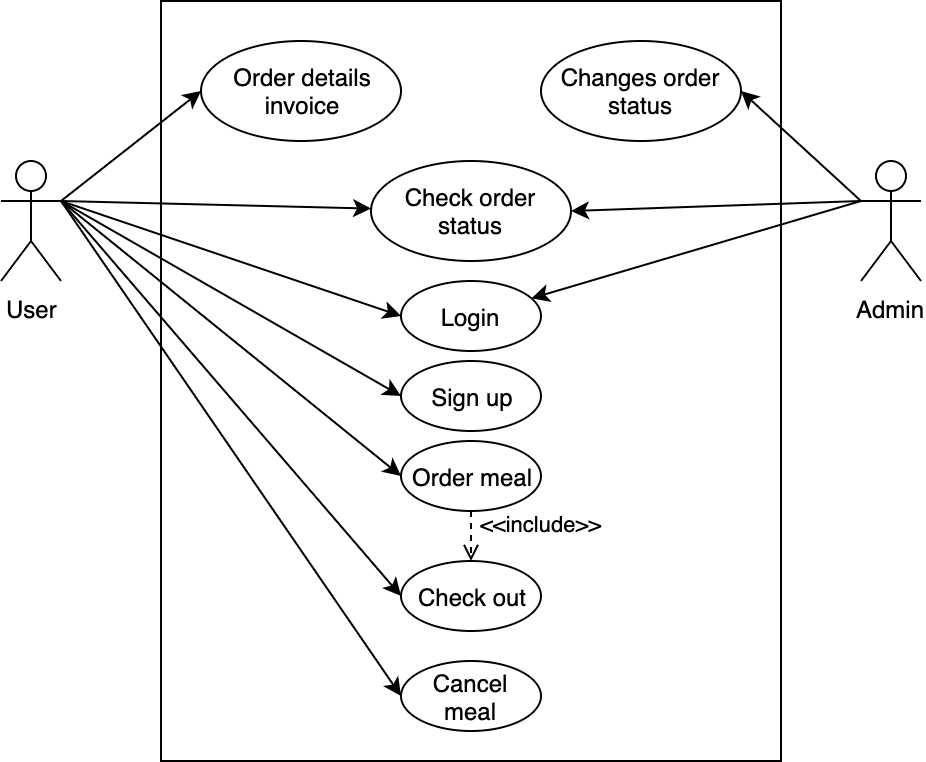 Order details
invoice
Changes order
status
Check order
status
User
Admin
Login
Sign up
Order meal
<<include>>
Check out
Cancel
meal